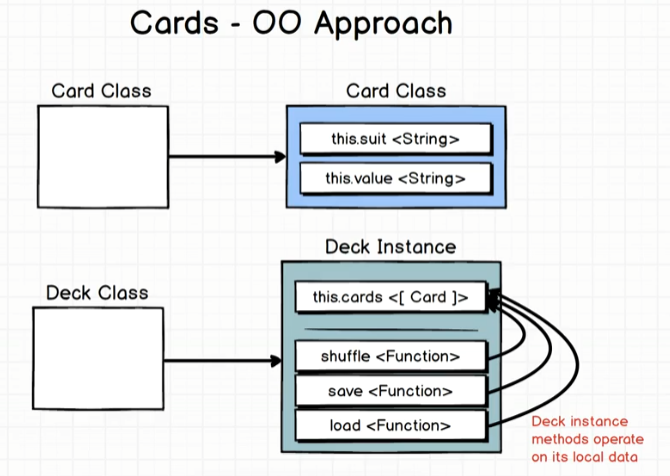 Cards - OO Approach
Card Class
Card Class
this.suit <String>
this.value <String>
Deck Instance
Deck Class
this.cards <[ Card ]>
shuffle <Function>
save <Function>
load <Function>
Deck instance
methods operate
on its local data